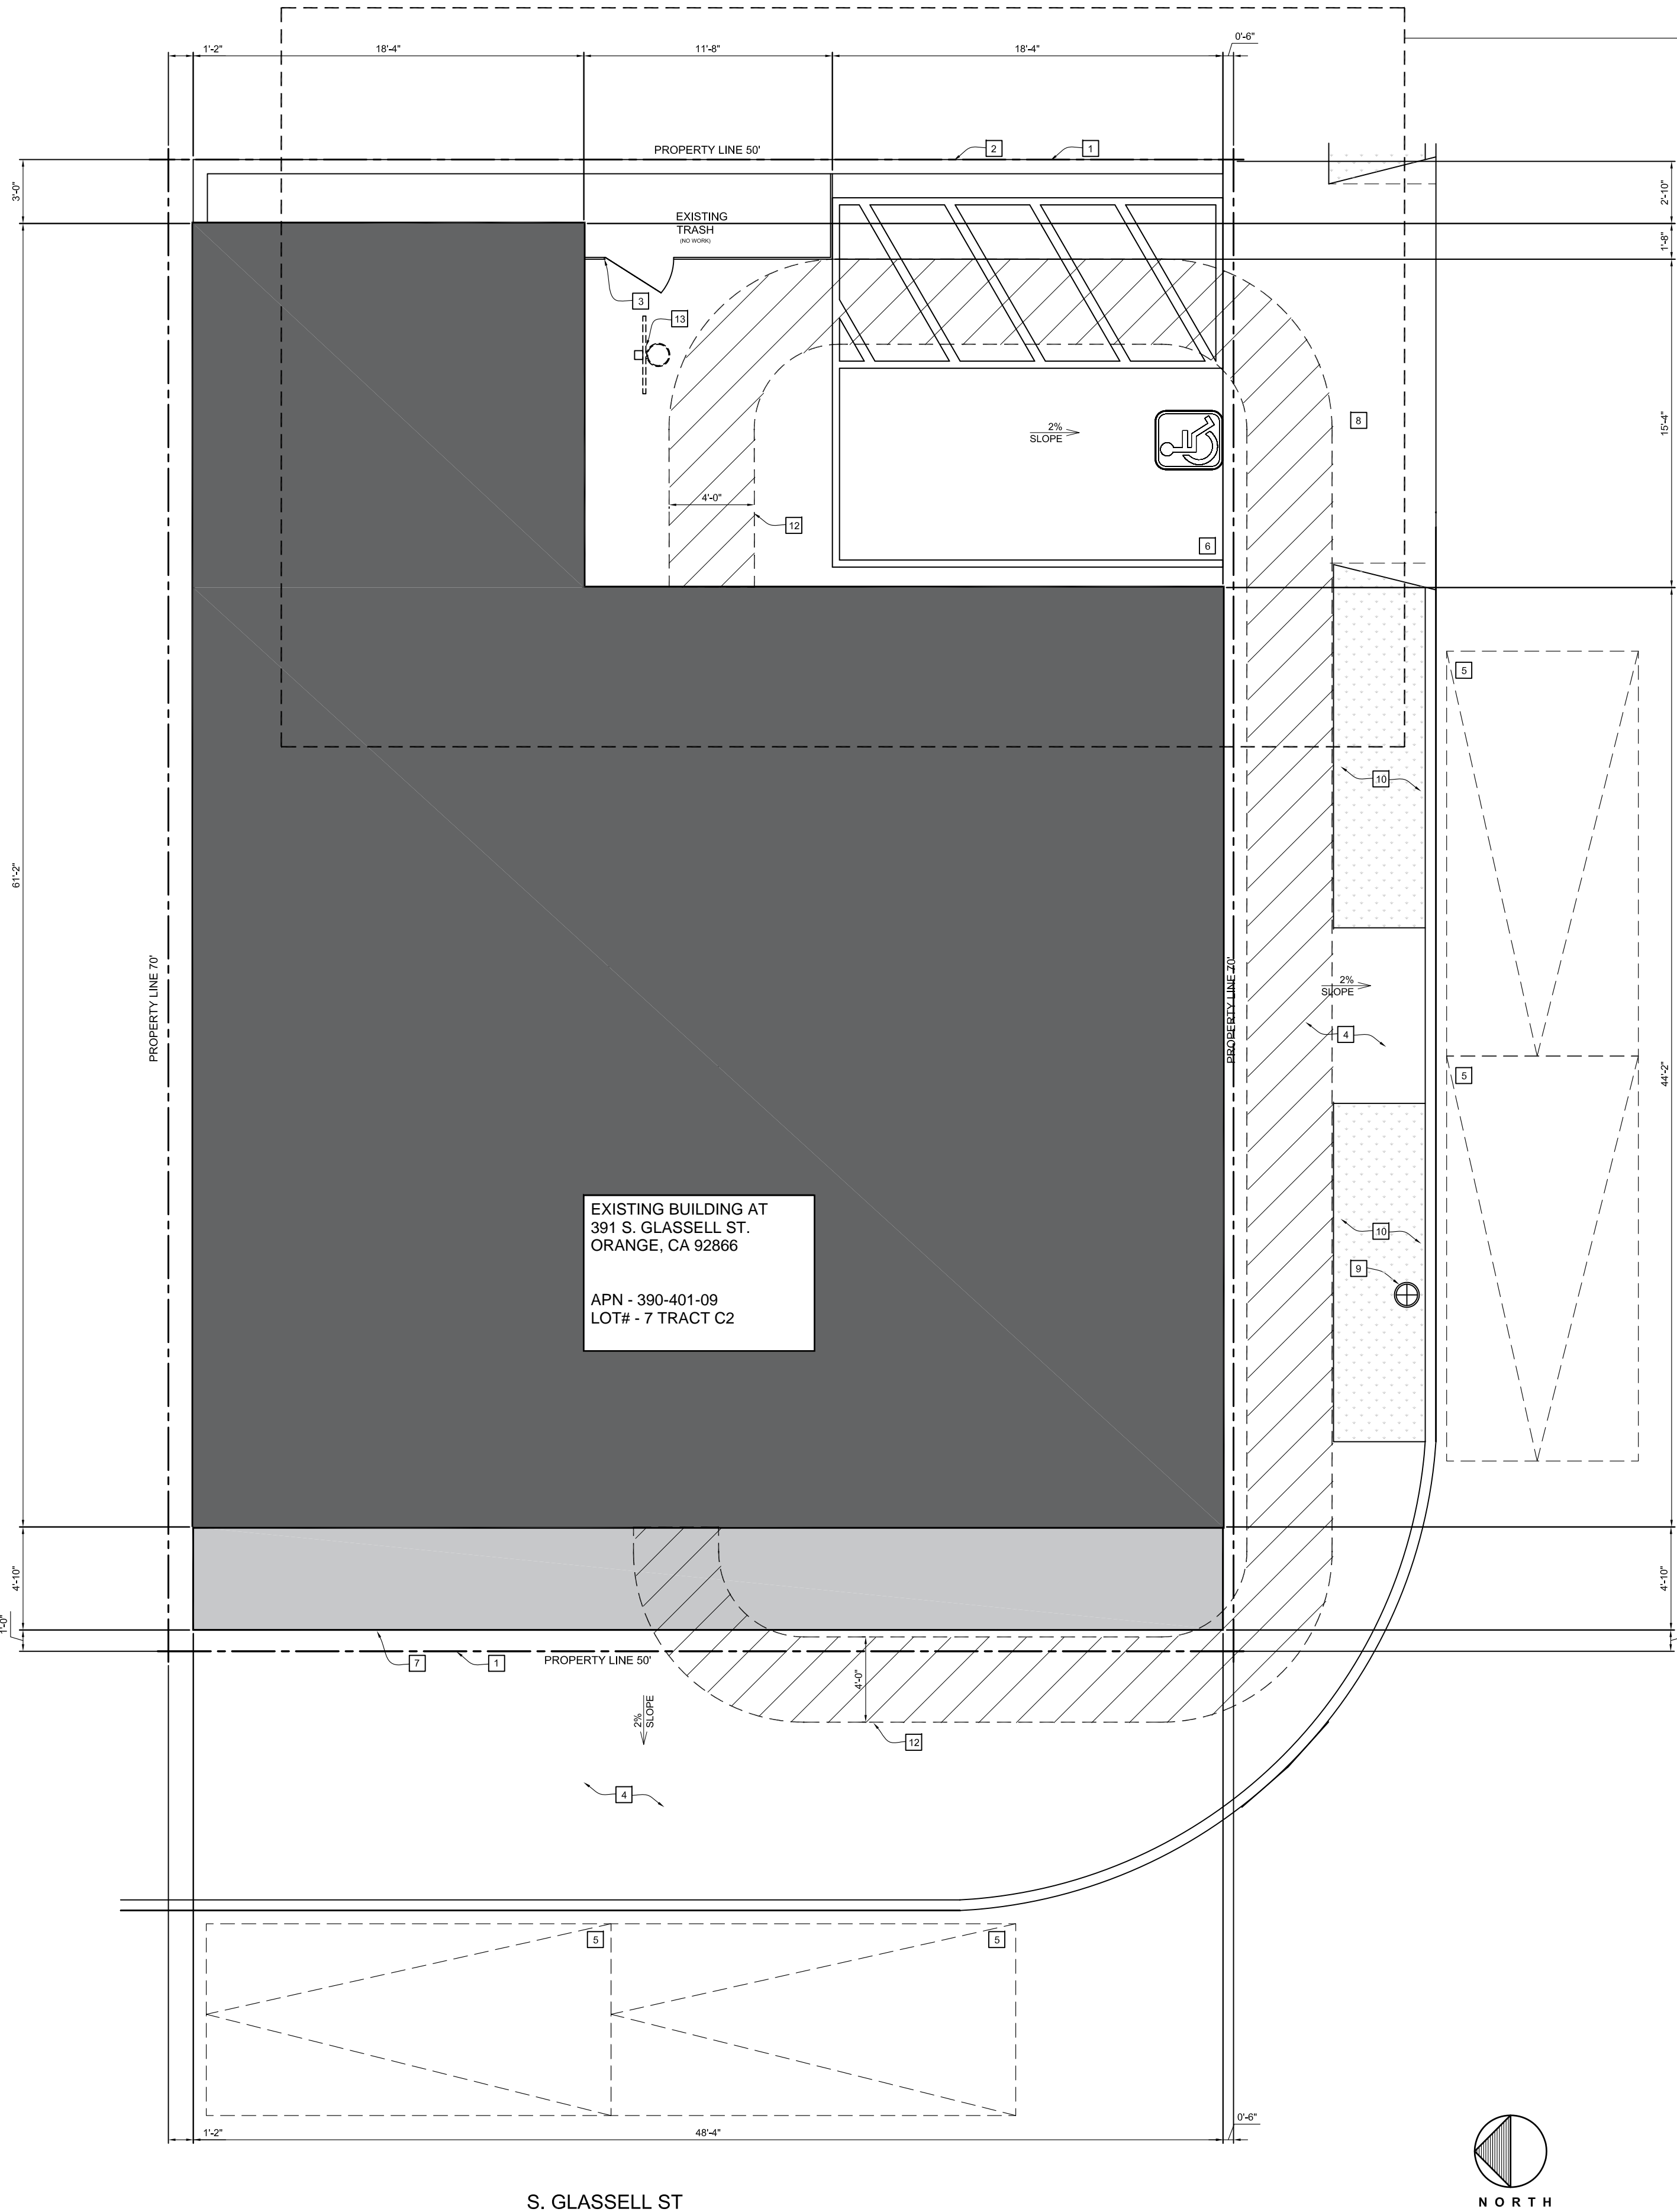 0'-6"
1'-2"
18'-4"
11'-8"
18'-4"
PROPERTY LINE 50'
2
1
3'-0"
2'-10"
EXISTING
TRASH
(NO WORK)
1'-8"
3
13
8
2%
SLOPE
15'-4"
4'-0"
12
6
5
10
61'-2"
PROPERTY LINE 70'
PROPERTY LINE 70'
2%
SLOPE
4
5
44'-2"
EXISTING BUILDING AT
391 S. GLASSELL ST.
ORANGE, CA 92866
APN - 390-401-09
LOT# - 7 TRACT C2
10
9
4'-10"
4'-10"
1'-0"
7
1
PROPERTY LINE 50'
4'-0"
2%
SLOPE
12
4
5
5
1'-2"
48'-4"
0'-6"
S. GLASSELL ST
NORTH